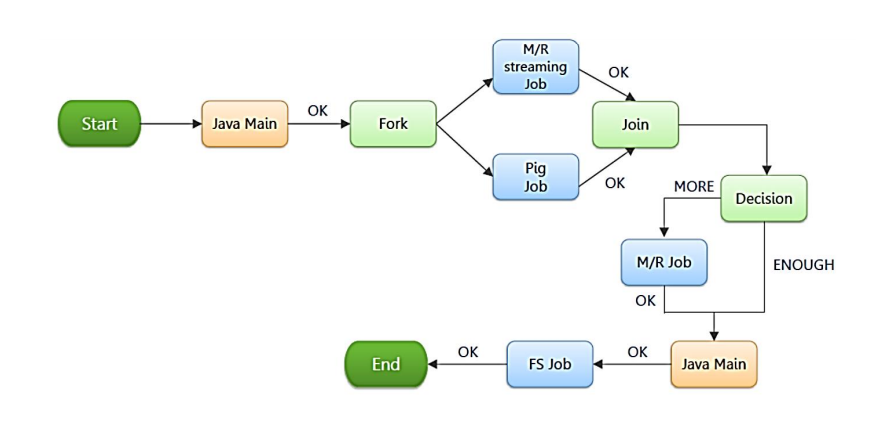 M/R
streaming
Job
OK
Start
Java Main
OK
Fork
Join
Pig
Job
OK
MORE
Decision
M/R Job
ENOUGH
OK
End
OK
FS Job
OK
Java Main